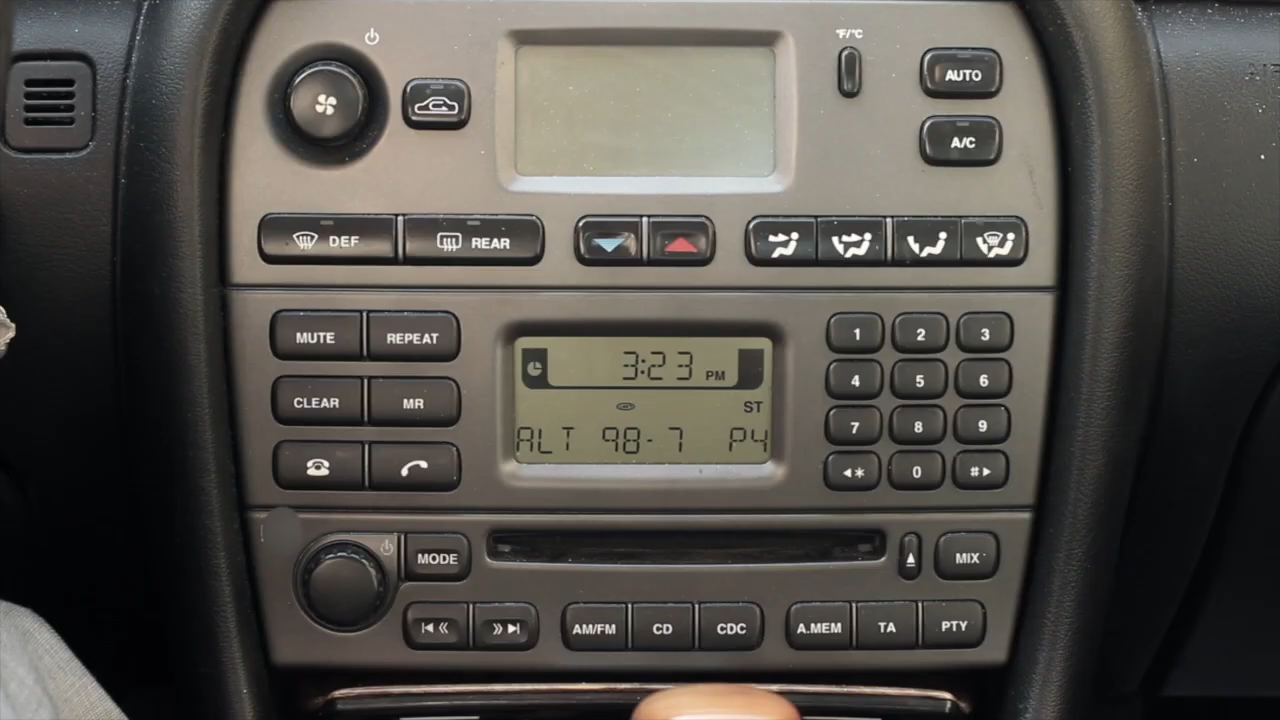 °F/°C
AUTO
A/C
DEF
REAR
MUTE
REPEAT
CLEAR
MR
3:23 PM
ST
ALT 98-7 P4
1 2 3
4 5 6
7 8 9
* 0 #
MODE
MIX
AM/FM
CD
CDC
A.MEM
TA
PTY